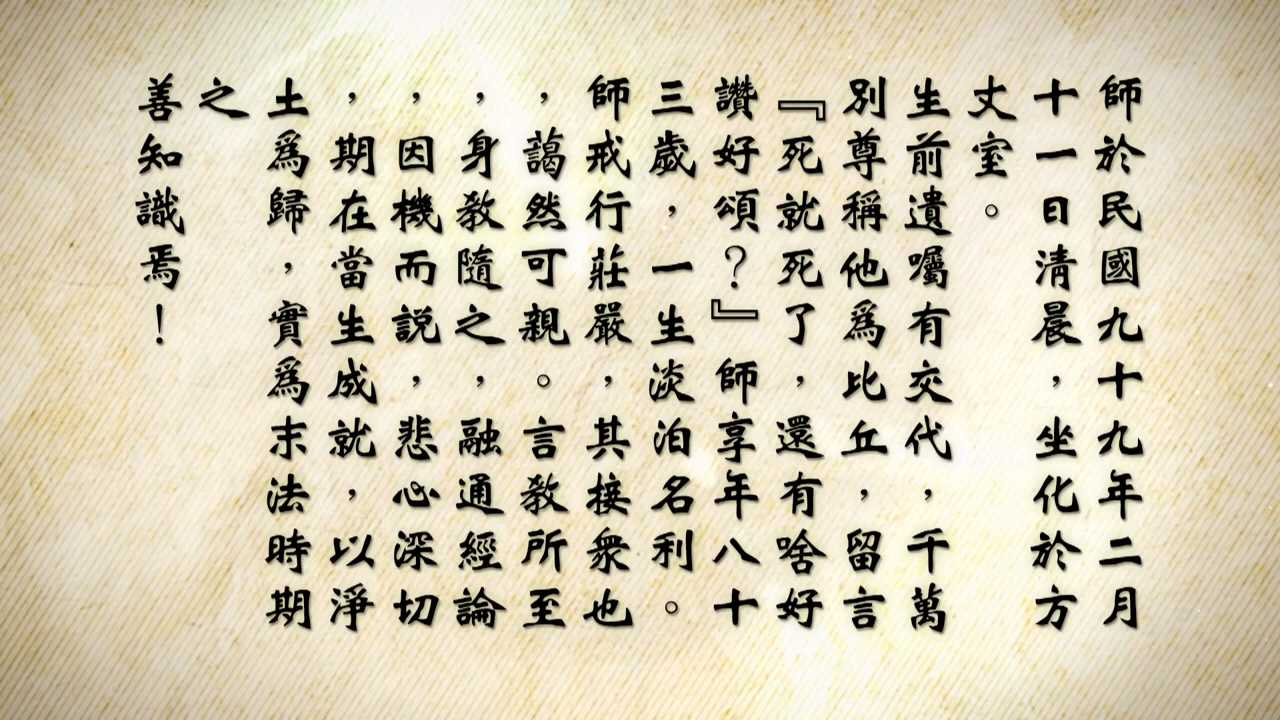 師於民國九十九年二月
十一日清晨，坐化於方
丈室。
生前遺囑有交代，千萬
別尊稱他爲比丘，留言
『死就死了，還有啥好
讚好頌？』師享年八十
三歲，一生淡泊名利。
師戒行莊嚴，其接衆也
，藹然可親。言教所至
，身教隨之，融通經論
，因機而説，悲心深切
，期在當生成就，以淨
土爲歸，實爲末法時期
之
善知識焉！